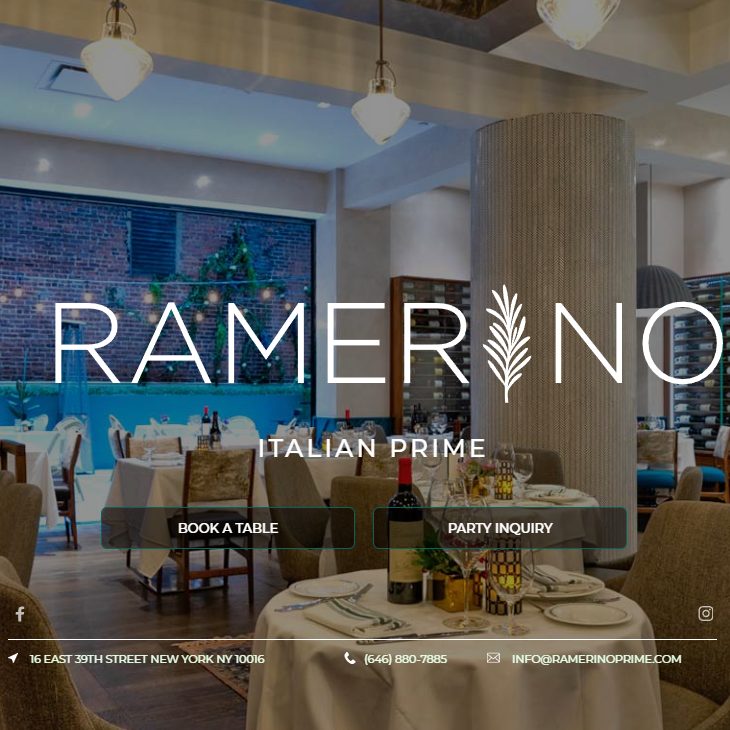 RAMERINO
ITALIAN PRIME
BOOK A TABLE
PARTY INQUIRY
16 EAST 39TH STREET NEW YORK NY 10016
(646) 880-7885
INFO@RAMERINOPRIME.COM